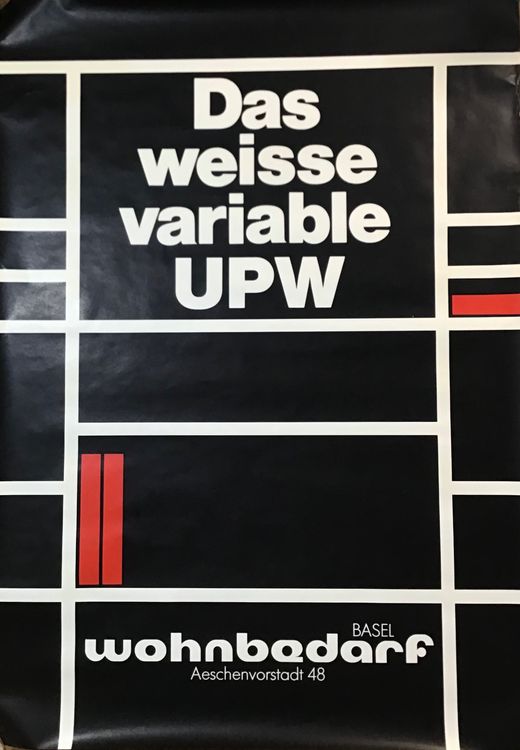 Das
weisse
variable
UPW
BASEL
wohnbedarf
Aeschenvorstadt 48